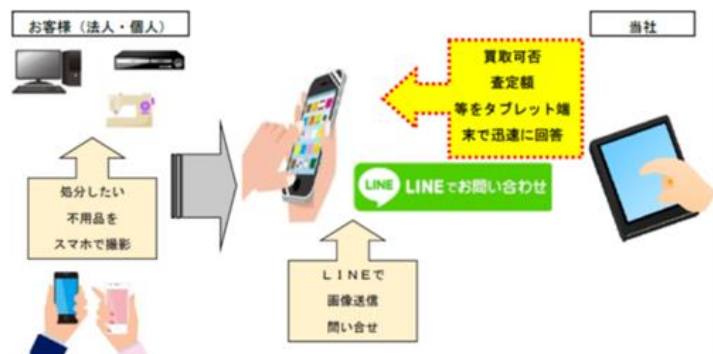 お客様（法人・個人）
処分したい
不用品を
スマホで撮影
LINE
LINEでお問い合わせ
ＬＩＮＥで
画像送信
問い合せ
買取可否
査定額
等をタブレット端
末で迅速に回答
当社